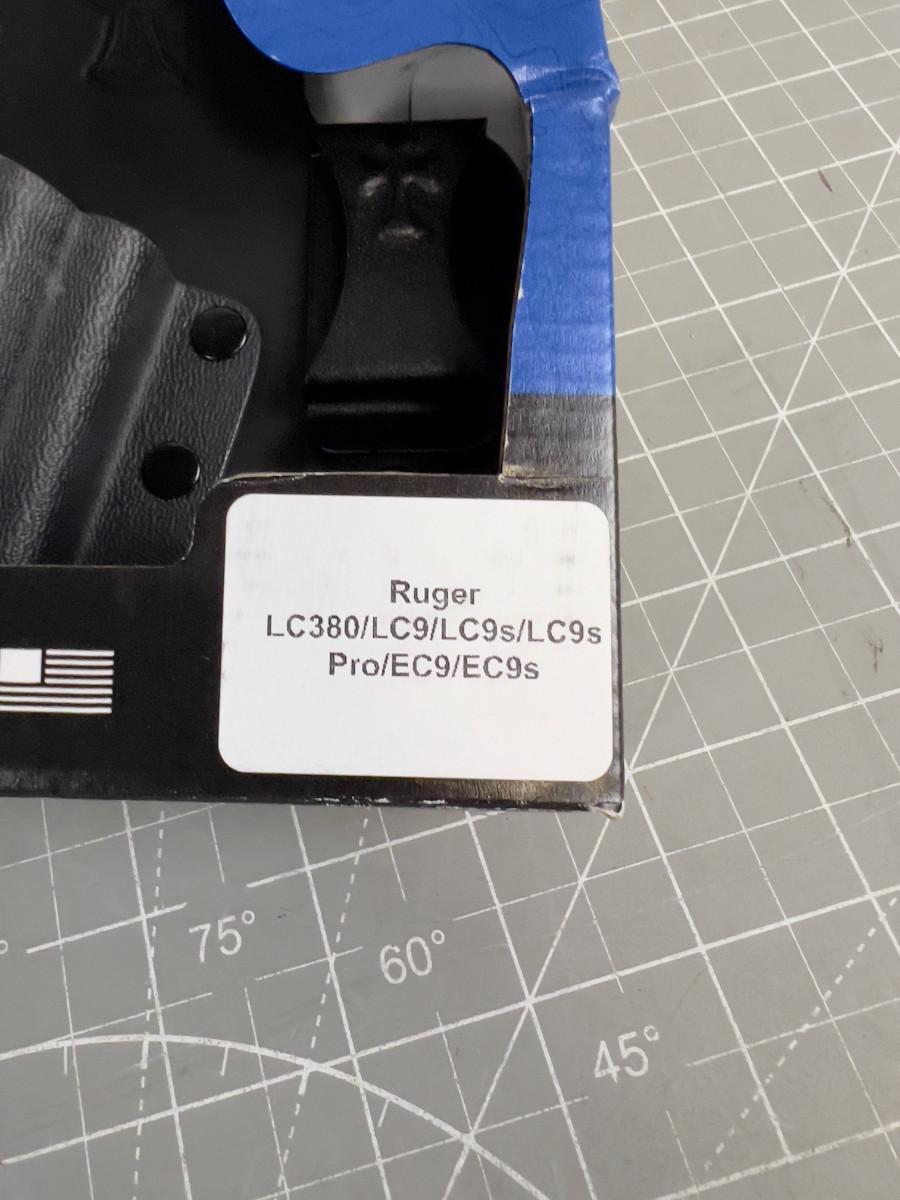 Ruger
LC380/LC9/LC9s/LC9s
Pro/EC9/EC9s
75°
60°
45°